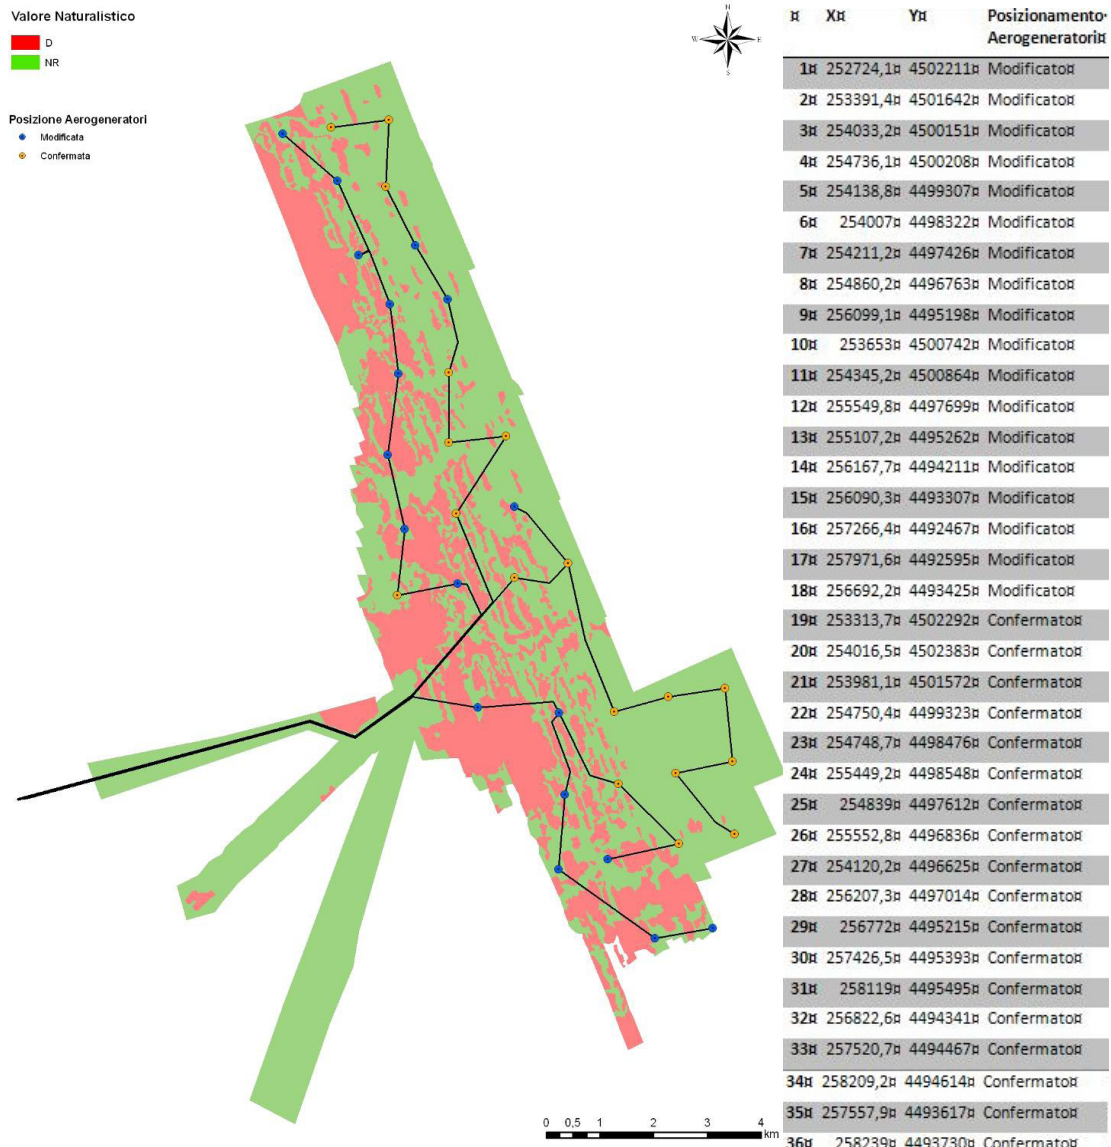 Valore Naturalistico
D
NR
Posizione Aerogeneratori
Modificata
Confermata
N
W E
S
0 0,5 1 2 3 4
km
¤ X¤ Y¤ Posizionamento·
Aerogeneratori¤
1¤ 252724,1¤ 4502211¤ Modificato¤
2¤ 253391,4¤ 4501642¤ Modificato¤
3¤ 254033,2¤ 4500151¤ Modificato¤
4¤ 254736,1¤ 4500208¤ Modificato¤
5¤ 254138,8¤ 4499307¤ Modificato¤
6¤ 254007¤ 4498322¤ Modificato¤
7¤ 254211,2¤ 4497426¤ Modificato¤
8¤ 254860,2¤ 4496763¤ Modificato¤
9¤ 256099,1¤ 4495198¤ Modificato¤
10¤ 253653¤ 4500742¤ Modificato¤
11¤ 254345,2¤ 4500864¤ Modificato¤
12¤ 255549,8¤ 4497699¤ Modificato¤
13¤ 255107,2¤ 4495262¤ Modificato¤
14¤ 256167,7¤ 4494211¤ Modificato¤
15¤ 256090,3¤ 4493307¤ Modificato¤
16¤ 257266,4¤ 4492467¤ Modificato¤
17¤ 257971,6¤ 4492595¤ Modificato¤
18¤ 256692,2¤ 4493425¤ Modificato¤
19¤ 253313,7¤ 4502292¤ Confermato¤
20¤ 254016,5¤ 4502383¤ Confermato¤
21¤ 253981,1¤ 4501572¤ Confermato¤
22¤ 254750,4¤ 4499323¤ Confermato¤
23¤ 254748,7¤ 4498476¤ Confermato¤
24¤ 255449,2¤ 4498548¤ Confermato¤
25¤ 254839¤ 4497612¤ Confermato¤
26¤ 255552,8¤ 4496836¤ Confermato¤
27¤ 254120,2¤ 4496625¤ Confermato¤
28¤ 256207,3¤ 4497014¤ Confermato¤
29¤ 256772¤ 4495215¤ Confermato¤
30¤ 257426,5¤ 4495393¤ Confermato¤
31¤ 258119¤ 4495495¤ Confermato¤
32¤ 256822,6¤ 4494341¤ Confermato¤
33¤ 257520,7¤ 4494467¤ Confermato¤
34¤ 258209,2¤ 4494614¤ Confermato¤
35¤ 257557,9¤ 4493617¤ Confermato¤
36¤ 258239¤ 4493730¤ Confermato¤